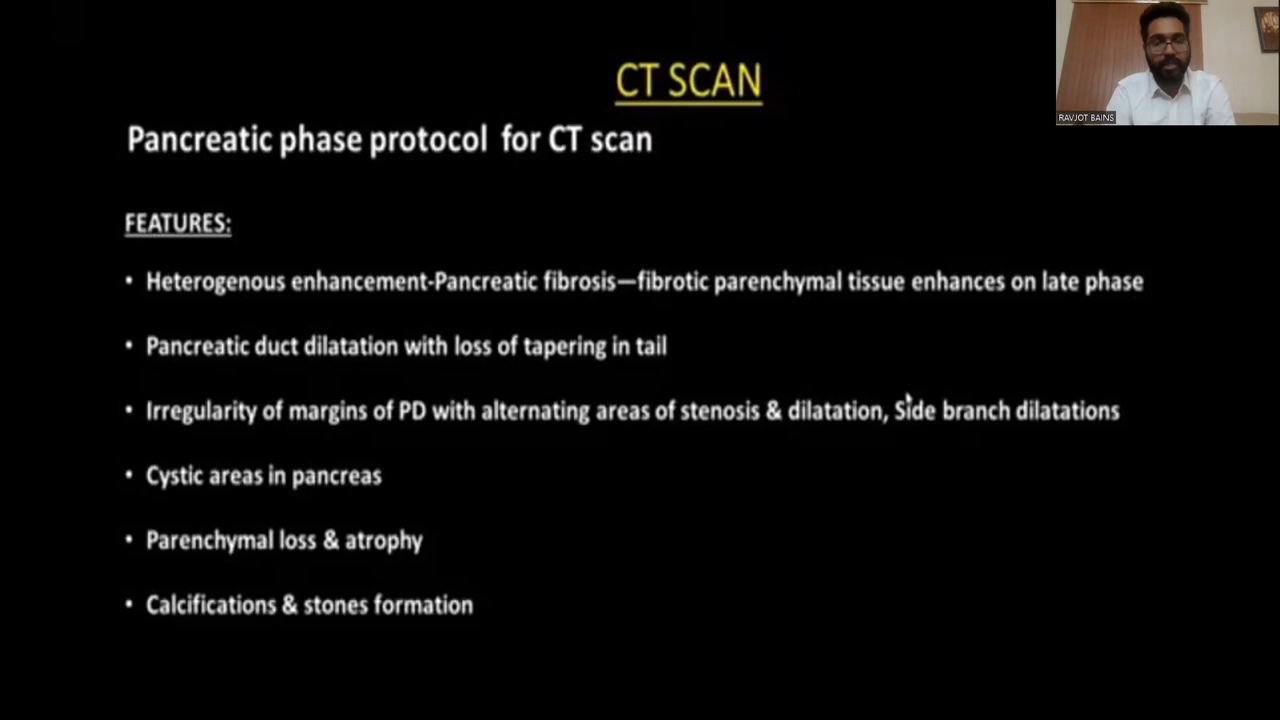 CT SCAN
RAVJOT BAINS
Pancreatic phase protocol for CT scan
FEATURES:
• Heterogenous enhancement-Pancreatic fibrosis—fibrotic parenchymal tissue enhances on late phase
• Pancreatic duct dilatation with loss of tapering in tail
• Irregularity of margins of PD with alternating areas of stenosis & dilatation, Side branch dilatations
• Cystic areas in pancreas
• Parenchymal loss & atrophy
• Calcifications & stones formation